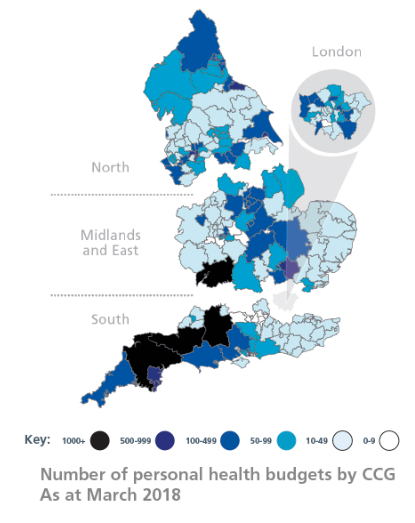 London
North
Midlands
and East
South
Key: 1000+ 500-999 100-499 50-99 10-49 0-9
Number of personal health budgets by CCG
As at March 2018